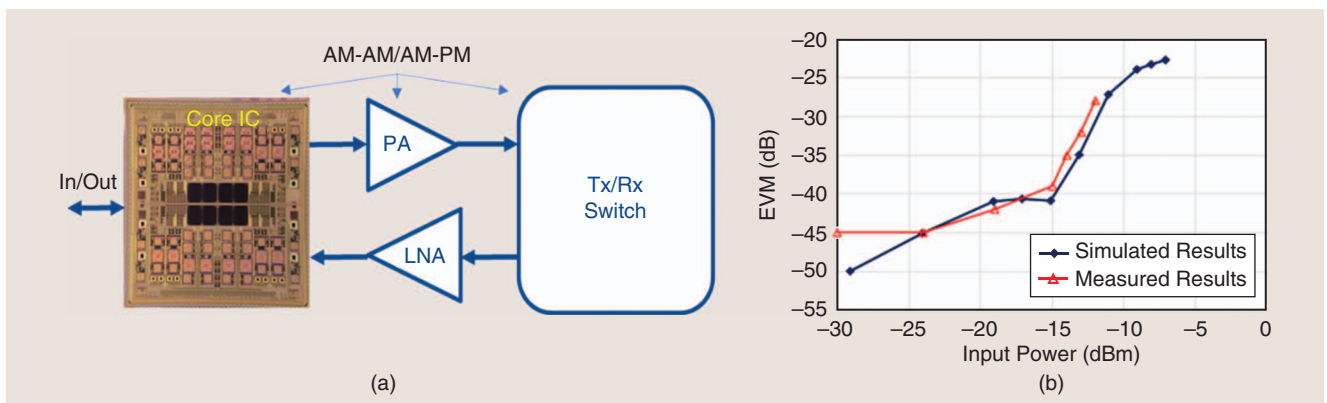 AM-AM/AM-PM
Core IC
PA
In/Out
Tx/Rx
Switch
LNA
(a)
–20
–25
–30
–35
–40
–45
–50
–55
EVM (dB)
Simulated Results
Measured Results
–30
–25
–20
–15
–10
–5
0
Input Power (dBm)
(b)